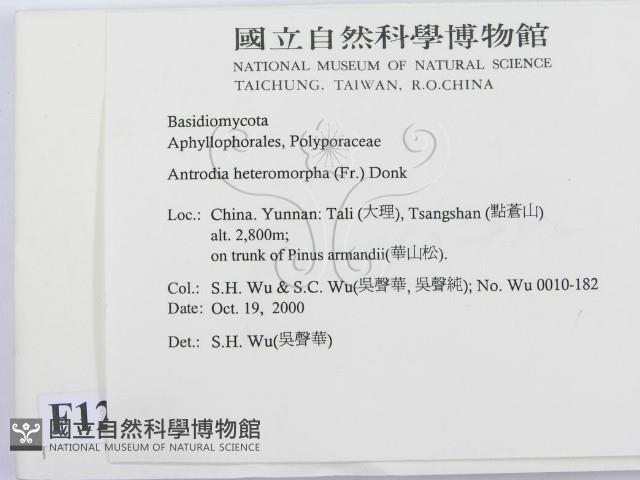 國立自然科學博物館
NATIONAL MUSEUM OF NATURAL SCIENCE
TAICHUNG, TAIWAN, R.O.CHINA
Basidiomycota
Aphyllophorales, Polyporaceae
Antrodia heteromorpha (Fr.) Donk
Loc.: China. Yunnan: Tali (大理), Tsangshan (點蒼山)
alt. 2,800m;
on trunk of Pinus armandii(華山松).
Col.: S.H. Wu & S.C. Wu(吳聲華, 吳聲純); No. Wu 0010-182
Date: Oct. 19, 2000
Det.: S.H. Wu(吳聲華)
F12
國立自然科學博物館
NATIONAL MUSEUM OF NATURAL SCIENCE